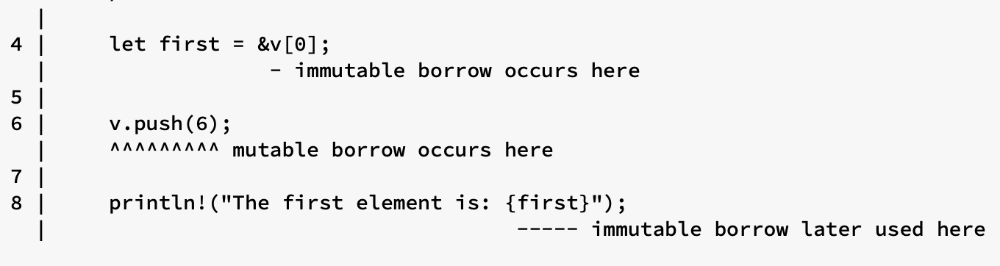 |
4 |     let first = &v[0];
  |                  - immutable borrow occurs here
5 |
6 |     v.push(6);
  |     ^^^^^^^^^ mutable borrow occurs here
7 |
8 |     println!("The first element is: {first}");
  |                                      ----- immutable borrow later used here